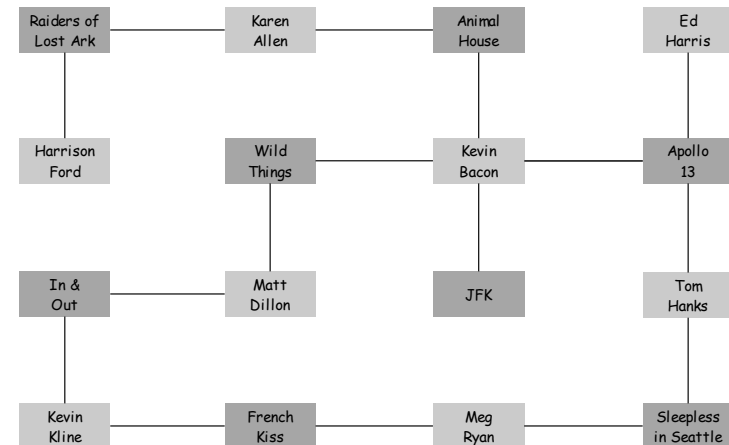 Raiders of
Lost Ark
Karen
Allen
Animal
House
Ed
Harris
Harrison
Ford
Wild
Things
Kevin
Bacon
Apollo
13
In &
Out
Matt
Dillon
JFK
Tom
Hanks
Kevin
Kline
French
Kiss
Meg
Ryan
Sleepless
in Seattle